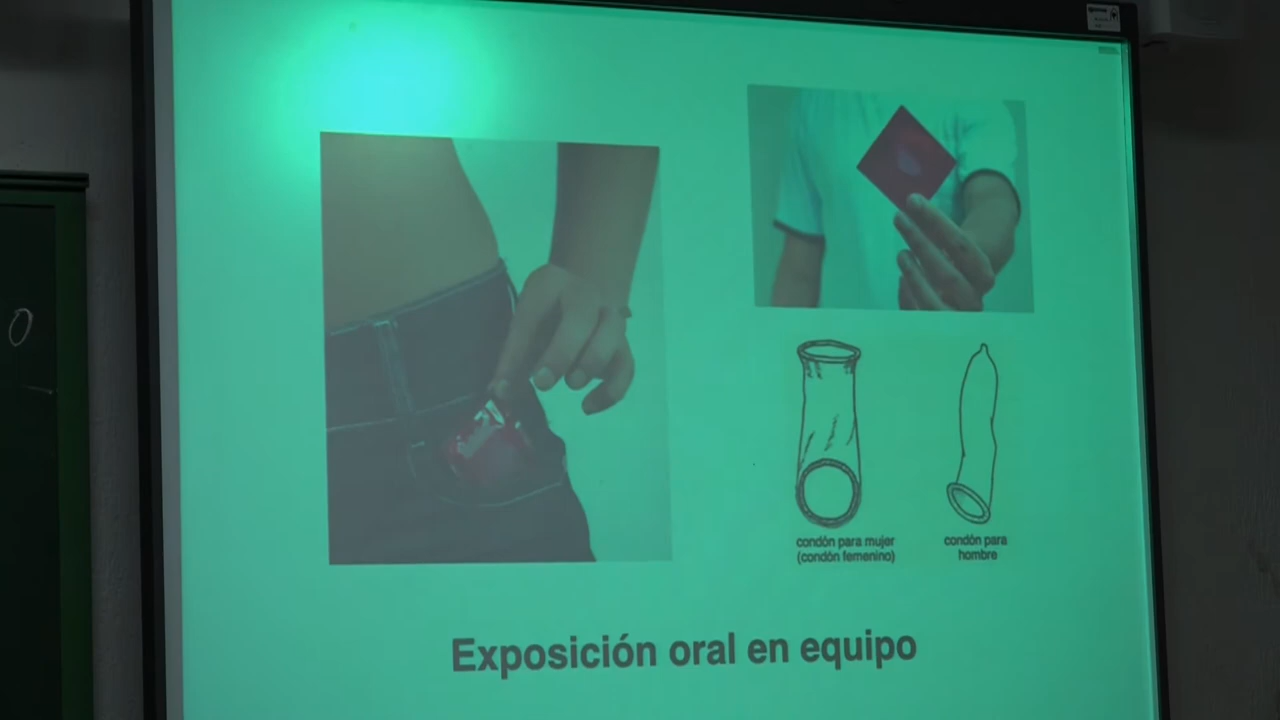 condón para mujer
(condón femenino)
condón para
hombre
Exposición oral en equipo